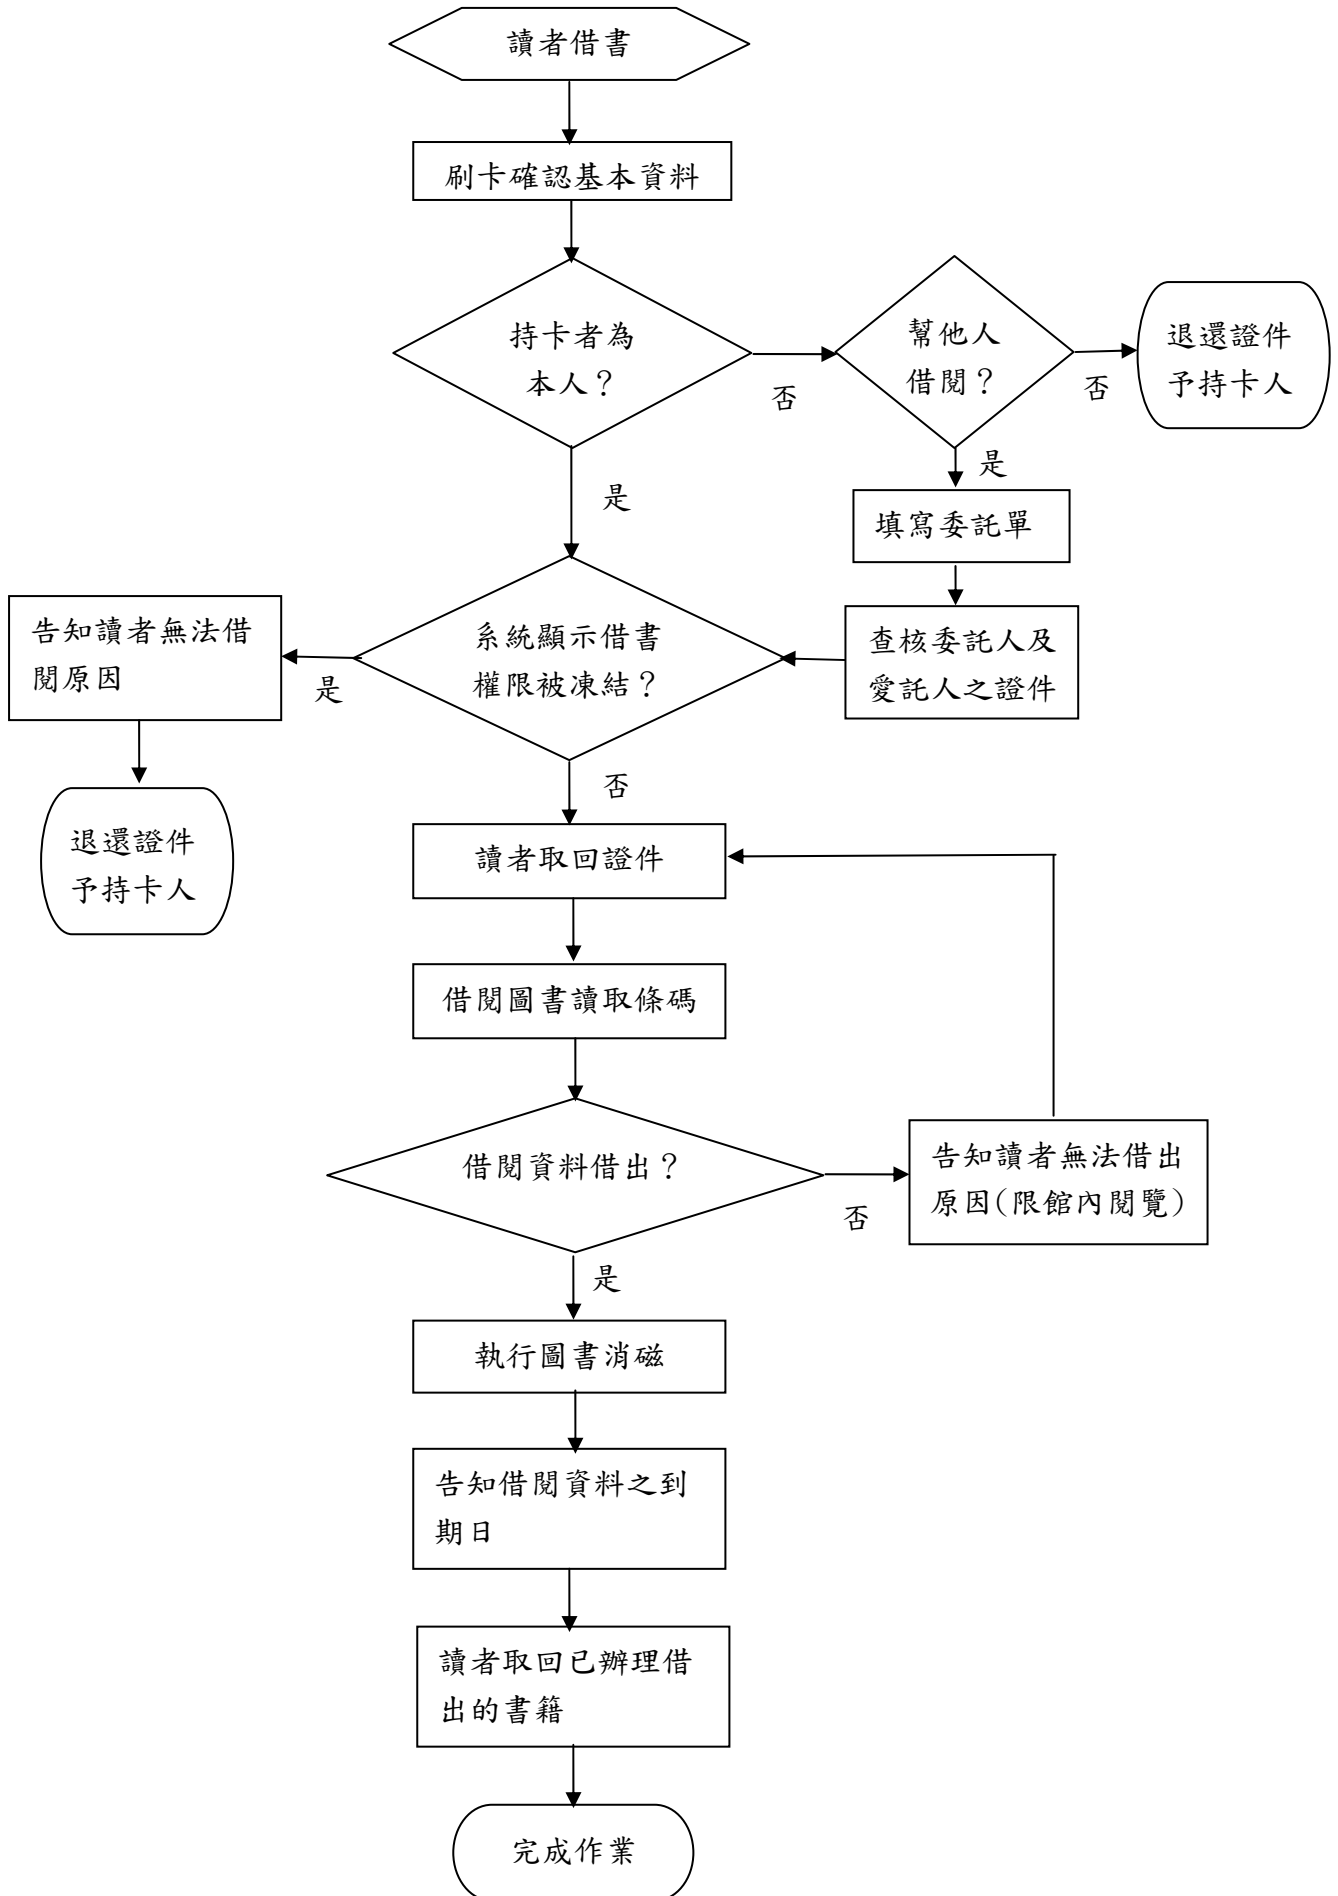 讀者借書
刷卡確認基本資料
持卡者為
本人？
否
幫他人
借閱？
否
退還證件
予持卡人
是
填寫委託單
是
查核委託人及
愛託人之證件
系統顯示借書
權限被凍結？
是
告知讀者無法借
閱原因
退還證件
予持卡人
否
讀者取回證件
借閱圖書讀取條碼
借閱資料借出？
否
告知讀者無法借出
原因(限館內閱覽)
是
執行圖書消磁
告知借閱資料之到
期日
讀者取回已辦理借
出的書籍
完成作業